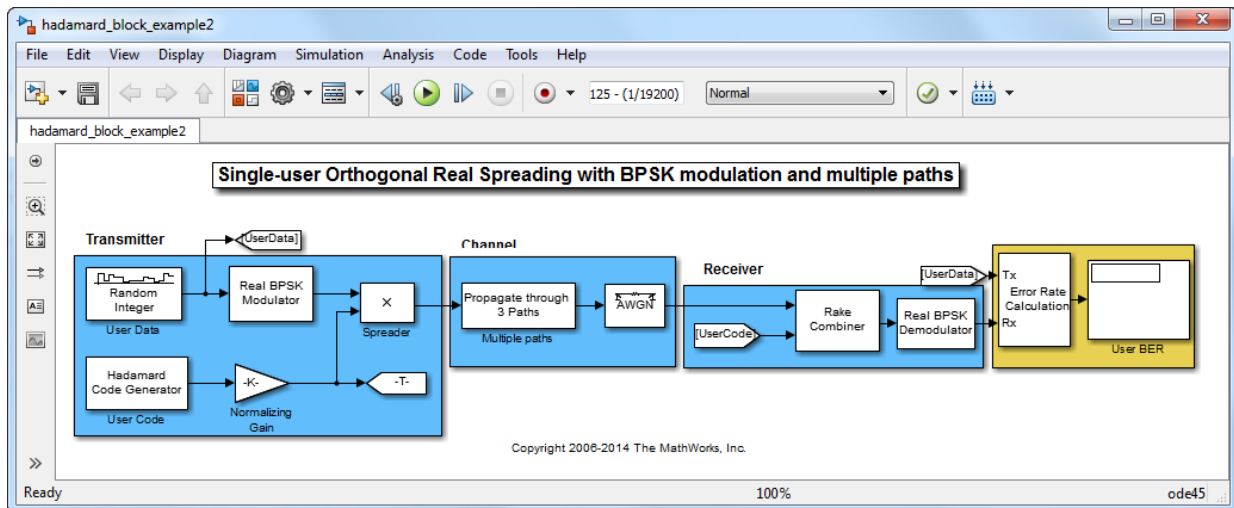 hadamard_block_example2
File Edit View Display Diagram Simulation Analysis Code Tools Help
125 - (1/19200)
Normal
hadamard_block_example2
Single-user Orthogonal Real Spreading with BPSK modulation and multiple paths
Transmitter
[UserData]
Random
Integer
User Data
Real BPSK
Modulator
×
Spreader
Hadamard
Code Generator
User Code
-K-
Normalizing
Gain
-T-
Channel
Propagate through
3 Paths
Multiple paths
AWGN
Receiver
[UserCode]
Rake
Combiner
Real BPSK
Demodulator
[UserData]
Tx
Error Rate
Calculation
Rx
User BER
Copyright 2006-2014 The MathWorks, Inc.
Ready
100%
ode45